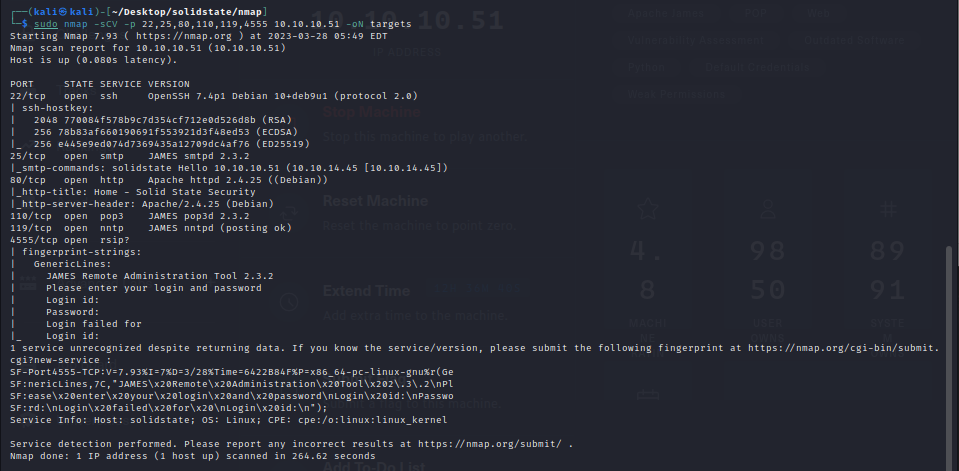 ┌──(kali㉿kali)-[~/Desktop/solidstate/nmap]
└─$ sudo nmap -sCV -p 22,25,80,110,119,4555 10.10.10.51 -oN targets
Starting Nmap 7.93 ( https://nmap.org ) at 2023-03-28 05:49 EDT
Nmap scan report for 10.10.10.51 (10.10.10.51)
Host is up (0.080s latency).
PORT     STATE SERVICE VERSION
22/tcp   open  ssh     OpenSSH 7.4p1 Debian 10+deb9u1 (protocol 2.0)
| ssh-hostkey:
|   2048 770084f578b9c7d354cf712e0d526d8b (RSA)
|   256 78b83af660190691f553921d3f48ed53 (ECDSA)
|_  256 e445e9ed074d7369435a12709dc4af76 (ED25519)
25/tcp   open  smtp    JAMES smtpd 2.3.2
|_smtp-commands: solidstate Hello 10.10.10.51 (10.10.14.45 [10.10.14.45])
80/tcp   open  http    Apache httpd 2.4.25 ((Debian))
|_http-title: Home - Solid State Security
|_http-server-header: Apache/2.4.25 (Debian)
110/tcp  open  pop3    JAMES pop3d 2.3.2
119/tcp  open  nntp    JAMES nntpd (posting ok)
4555/tcp open  rsip?
| fingerprint-strings:
|   GenericLines:
|     JAMES Remote Administration Tool 2.3.2
|     Please enter your login and password
|     Login id:
|     Password:
|     Login failed for
|_    Login id:
1 service unrecognized despite returning data. If you know the service/version, please submit the following fingerprint at https://nmap.org/cgi-bin/submit.
cgi?new-service :
SF-Port4555-TCP:V=7.93%I=7%D=3/28%Time=6422B84F%P=x86_64-pc-linux-gnu%r(Ge
SF:nericLines,7C,"JAMES\x20Remote\x20Administration\x20Tool\x202\.3\.2\nPl
SF:ease\x20enter\x20your\x20login\x20and\x20password\nLogin\x20id:\nPasswo
SF:rd:\nLogin\x20failed\x20for\x20\nLogin\x20id:\n");
Service Info: Host: solidstate; OS: Linux; CPE: cpe:/o:linux:linux_kernel
Service detection performed. Please report any incorrect results at https://nmap.org/submit/ .
Nmap done: 1 IP address (1 host up) scanned in 264.62 seconds
10.10.10.51
Stop Machine
Stop this machine to play another.
Reset Machine
Reset the machine to point zero.
Extend Time
Add extra time to the machine
Add To-Do List
4.
8
98
50
89
91